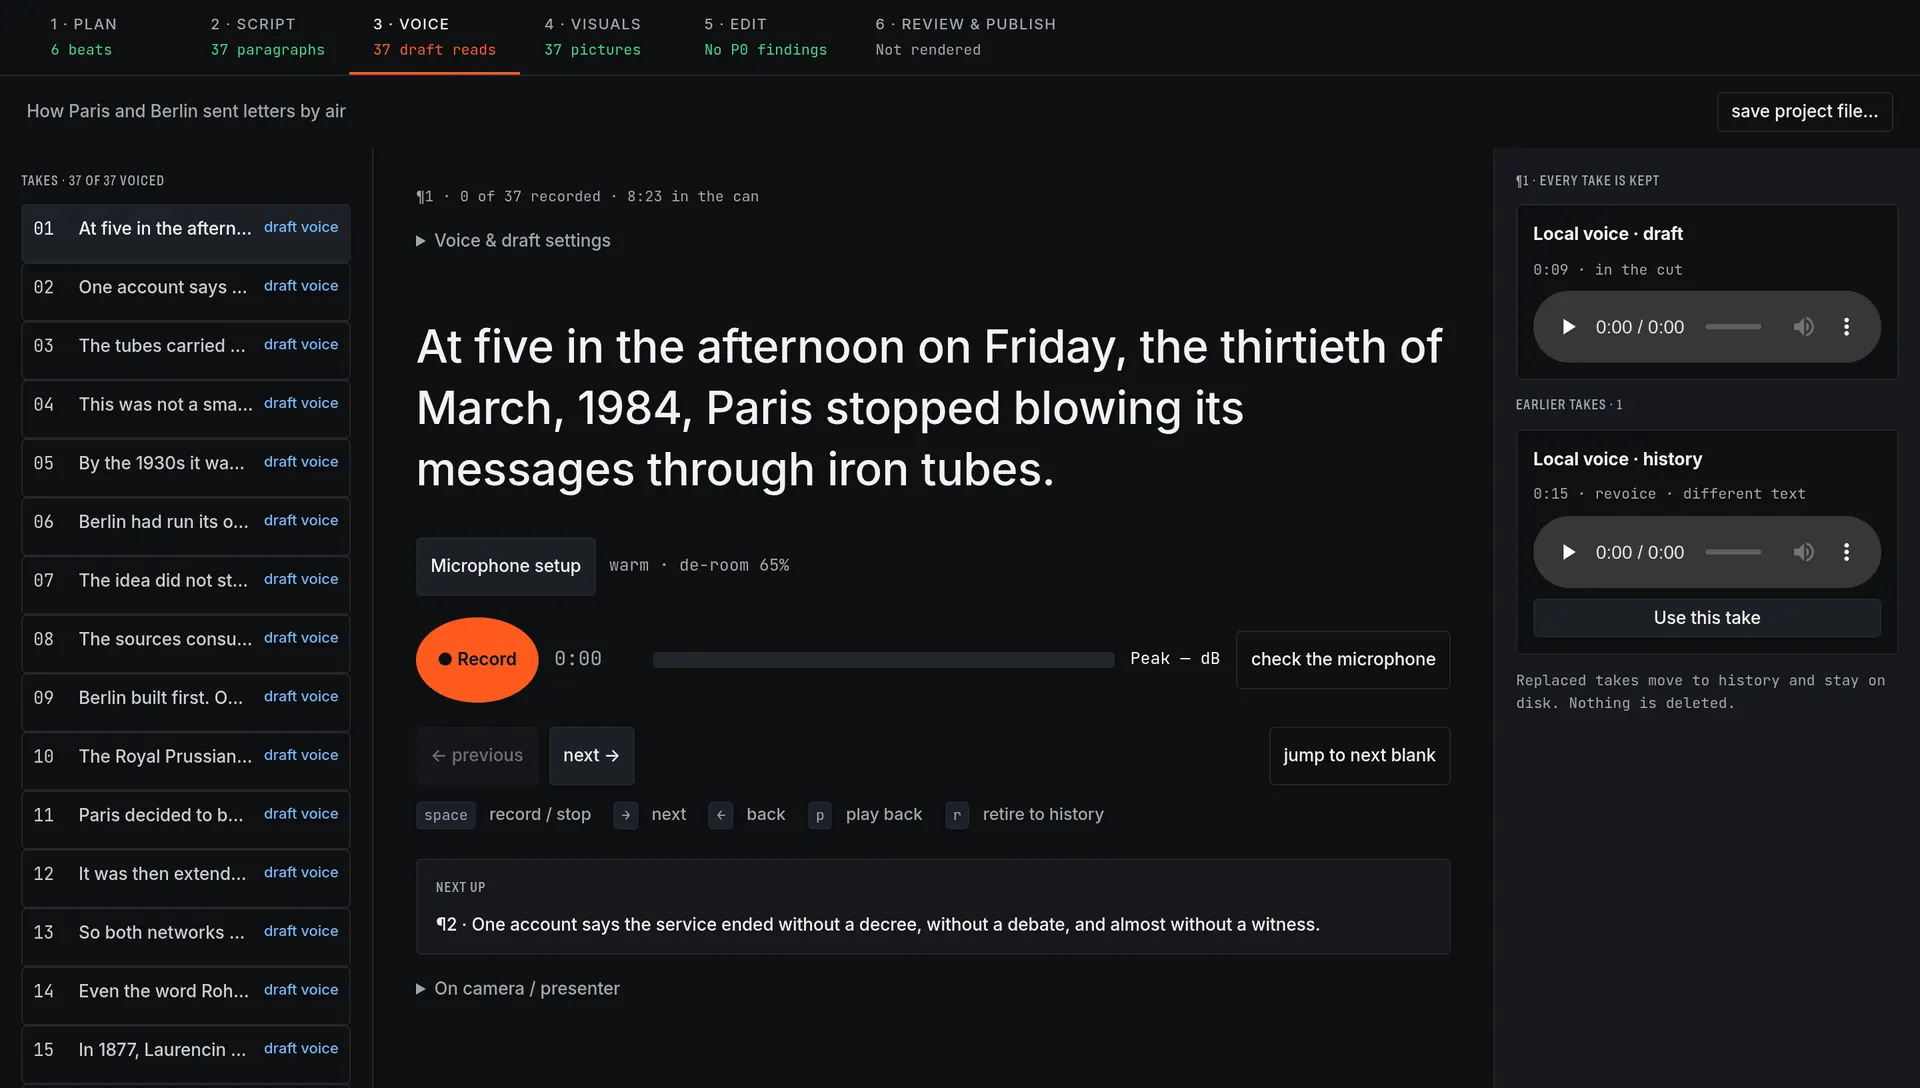 1 · PLAN
6 beats
2 · SCRIPT
37 paragraphs
3 · VOICE
37 draft reads
4 · VISUALS
37 pictures
5 · EDIT
No P0 findings
6 · REVIEW & PUBLISH
Not rendered
How Paris and Berlin sent letters by air
save project file...
TAKES · 37 OF 37 VOICED
01 At five in the aftern... draft voice
02 One account says ... draft voice
03 The tubes carried ... draft voice
04 This was not a sma... draft voice
05 By the 1930s it wa... draft voice
06 Berlin had run its o... draft voice
07 The idea did not st... draft voice
08 The sources consu... draft voice
09 Berlin built first. O... draft voice
10 The Royal Prussian... draft voice
11 Paris decided to b... draft voice
12 It was then extend... draft voice
13 So both networks ... draft voice
14 Even the word Roh... draft voice
15 In 1877, Laurencin ... draft voice
¶1 · 0 of 37 recorded · 8:23 in the can
▶ Voice & draft settings
At five in the afternoon on Friday, the thirtieth of
March, 1984, Paris stopped blowing its
messages through iron tubes.
Microphone setup warm · de-room 65%
● Record 0:00 Peak — dB check the microphone
← previous next → jump to next blank
space record / stop → next ← back p play back r retire to history
NEXT UP
¶2 · One account says the service ended without a decree, without a debate, and almost without a witness.
▶ On camera / presenter
¶1 · EVERY TAKE IS KEPT
Local voice · draft
0:09 · in the cut
0:00 / 0:00
EARLIER TAKES · 1
Local voice · history
0:15 · revoice · different text
0:00 / 0:00
Use this take
Replaced takes move to history and stay on
disk. Nothing is deleted.